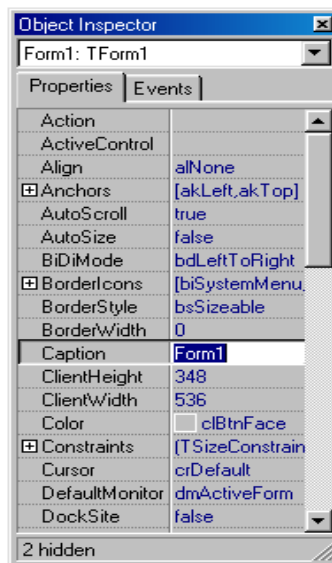 Object Inspector
Form1: TForm1
Properties Events
Action
ActiveControl
Align alNone
Anchors [akLeft,akTop]
AutoScroll true
AutoSize false
BiDiMode bdLeftToRight
BorderIcons [biSystemMenu,
BorderStyle bsSizeable
BorderWidth 0
Caption Form1
ClientHeight 348
ClientWidth 536
Color clBtnFace
Constraints (TSizeConstrain
Cursor crDefault
DefaultMonitor dmActiveForm
DockSite false
2 hidden